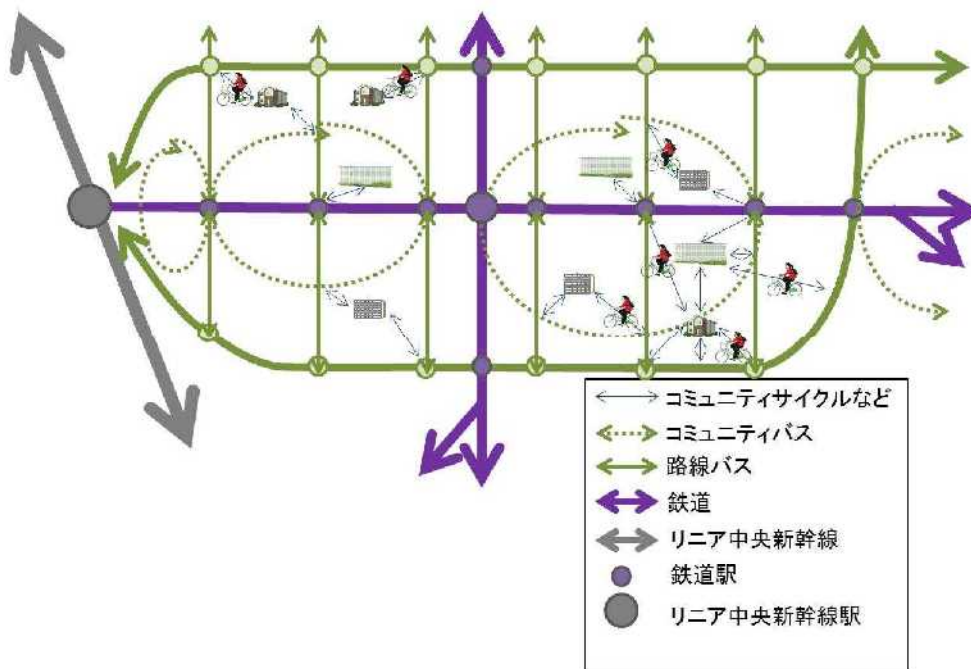 コミュニティサイクルなど
コミュニティバス
路線バス
鉄道
リニア中央新幹線
鉄道駅
リニア中央新幹線駅